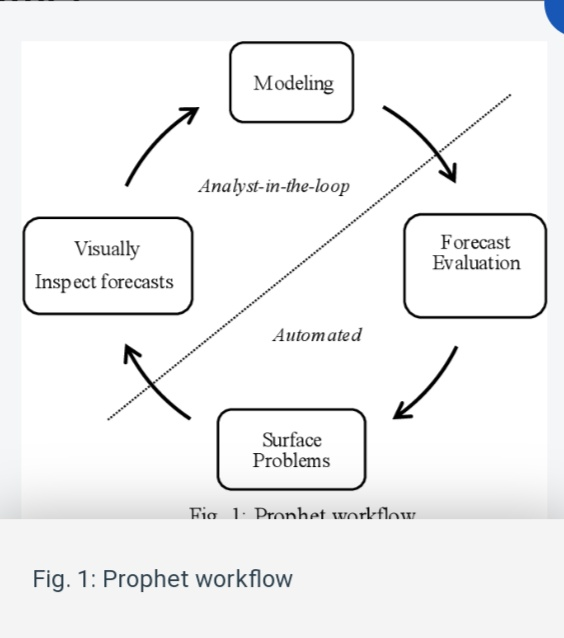 Modeling
Analyst-in-the-loop
Visually
Inspect forecasts
Forecast
Evaluation
Automated
Surface
Problems
Fig. 1: Prophet workflow
Fig. 1: Prophet workflow